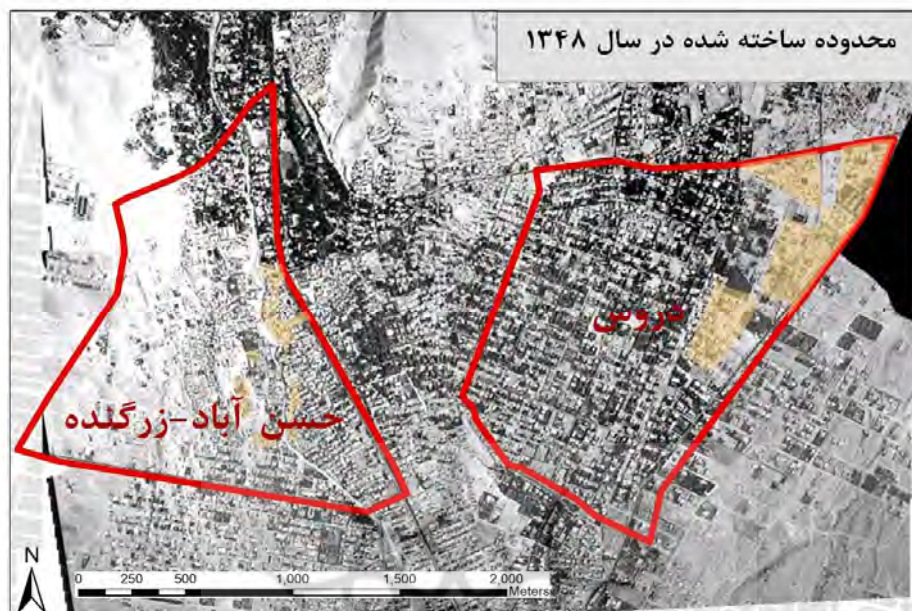 محدوده ساخته شده در سال ۱۳۴۸
دروس
حسن آباد-زرگنده
N
0 250 500 1,000 1,500 2,000
Meters